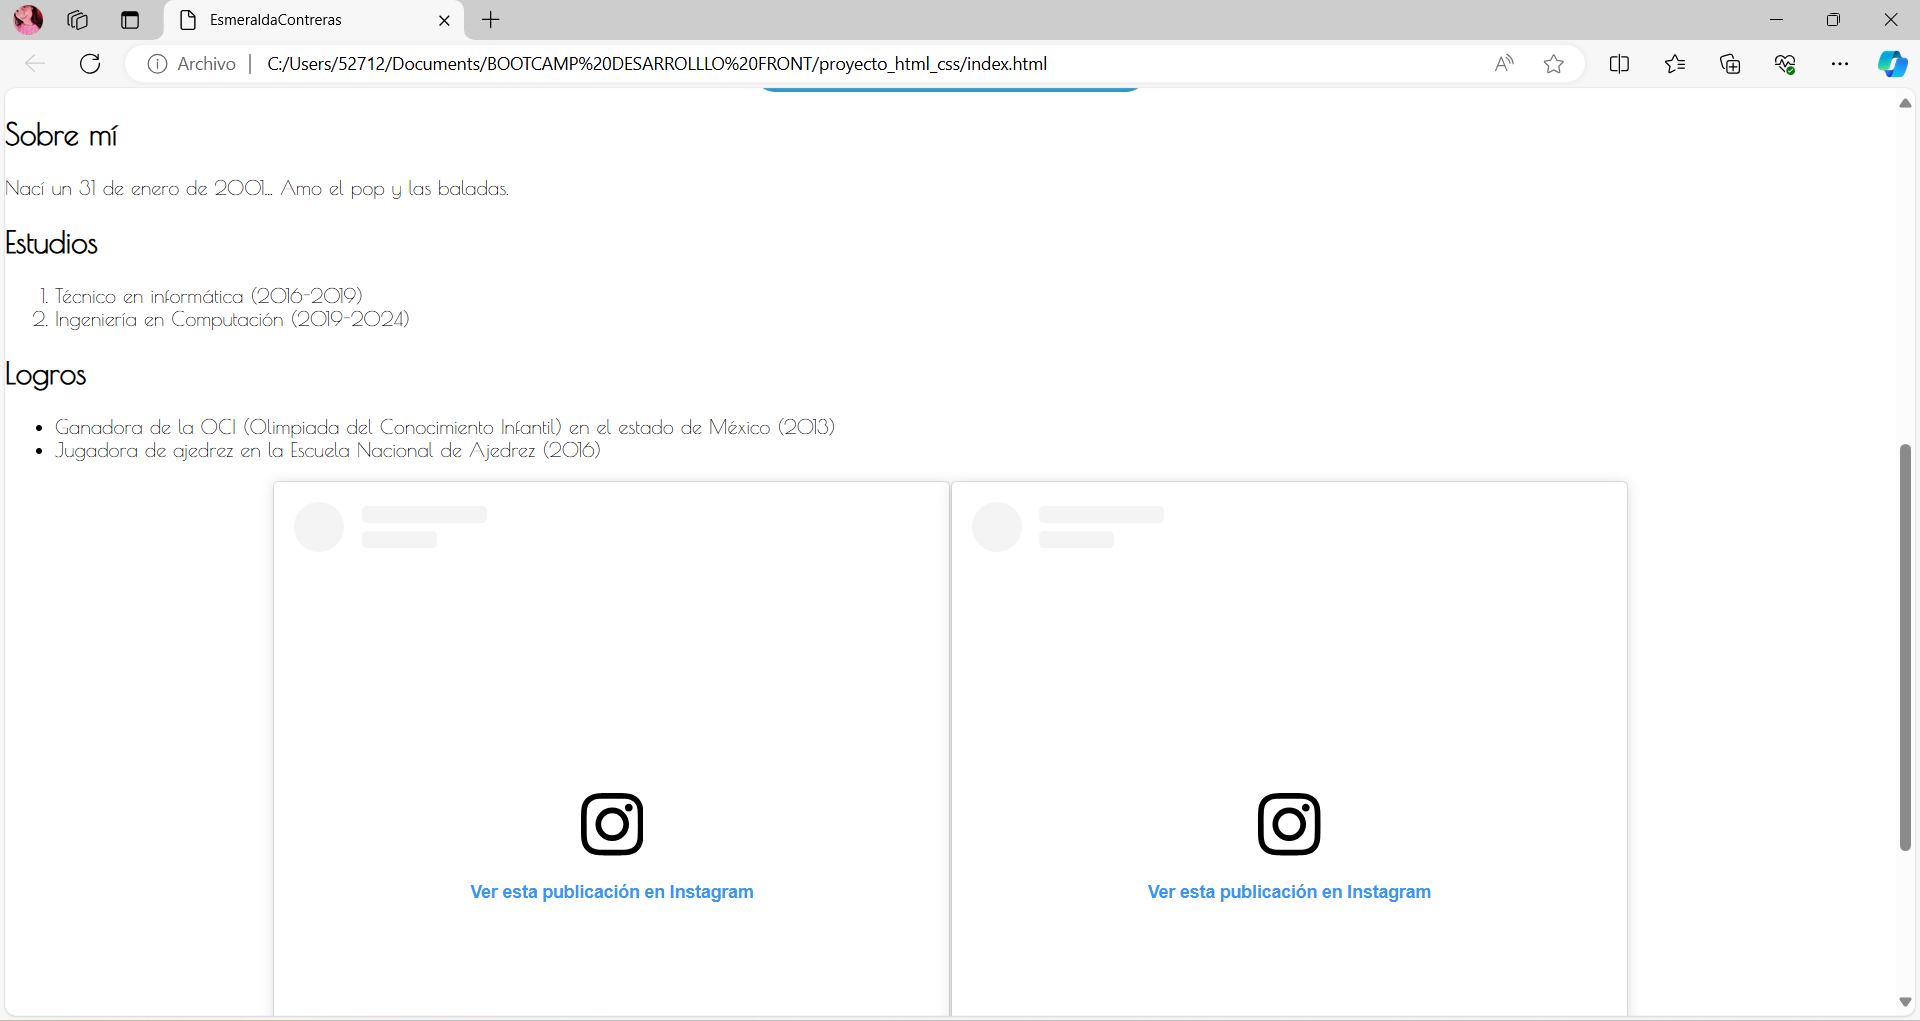 EsmeraldaContreras
Archivo
C:/Users/52712/Documents/BOOTCAMP%20DESARROLLLO%20FRONT/proyecto_html_css/index.html
Sobre mí
Nací un 31 de enero de 2001... Amo el pop y las baladas.
Estudios
1. Técnico en informática (2016-2019)
2. Ingeniería en Computación (2019-2024)
Logros
• Ganadora de la OCI (Olimpiada del Conocimiento Infantil) en el estado de México (2013)
• Jugadora de ajedrez en la Escuela Nacional de Ajedrez (2016)
Ver esta publicación en Instagram
Ver esta publicación en Instagram